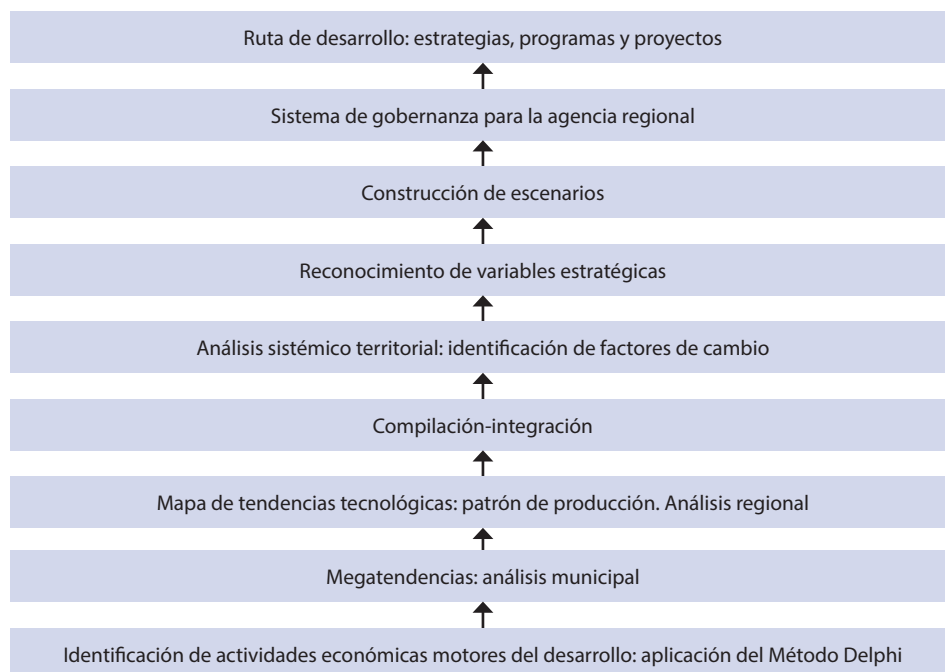 Ruta de desarrollo: estrategias, programas y proyectos
Sistema de gobernanza para la agencia regional
Construcción de escenarios
Reconocimiento de variables estratégicas
Análisis sistémico territorial: identificación de factores de cambio
Compilación-integración
Mapa de tendencias tecnológicas: patrón de producción. Análisis regional
Megatendencias: análisis municipal
Identificación de actividades económicas motores del desarrollo: aplicación del Método Delphi